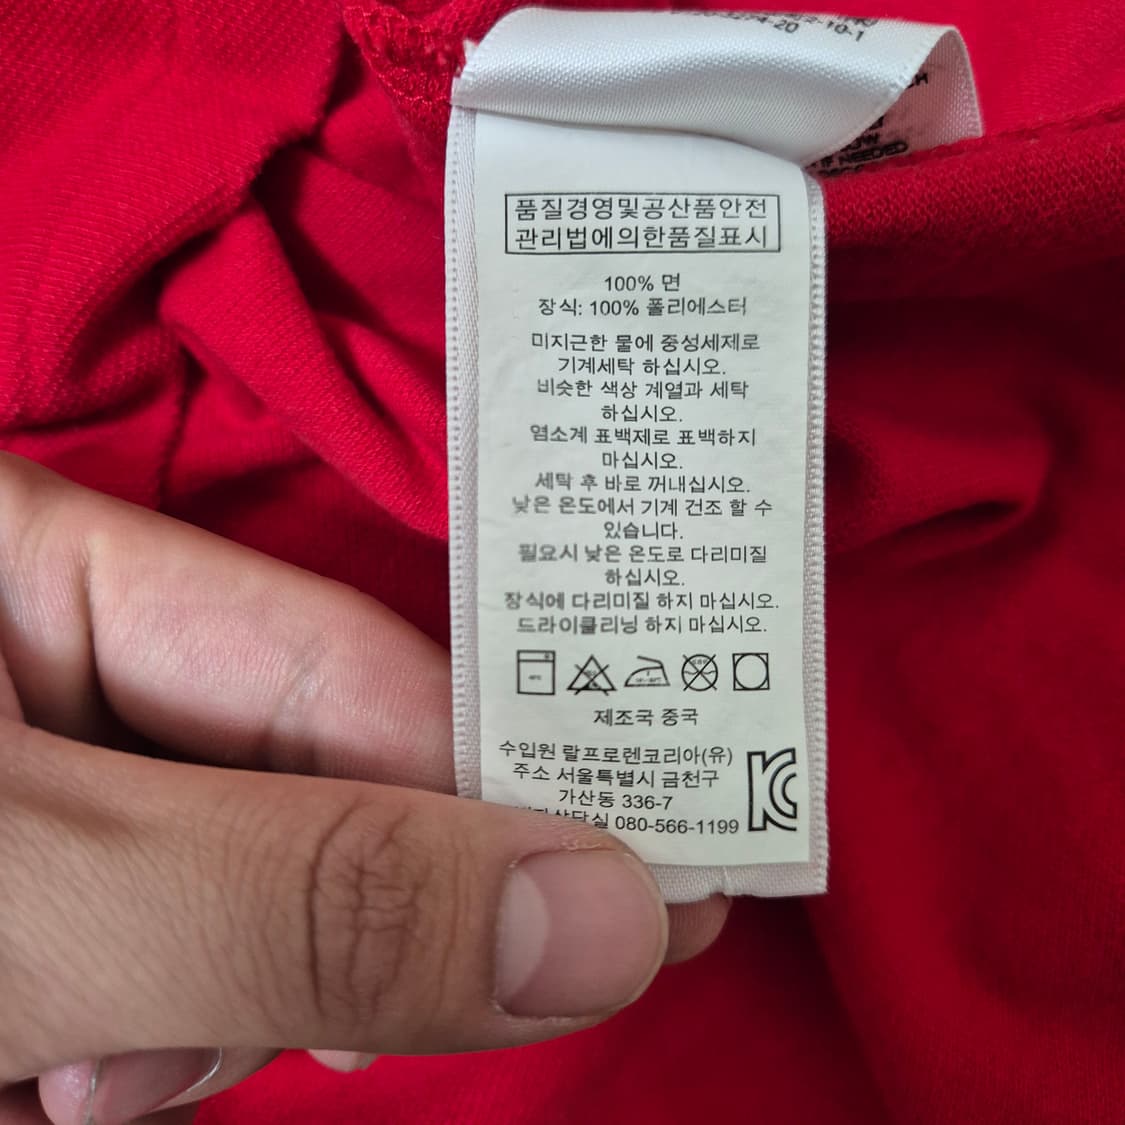 -10-1
274-20
IF NEEDED
품질경영및공산품안전
관리법에의한품질표시
100% 면
장식: 100% 폴리에스터
미지근한 물에 중성세제로
기계세탁 하십시오.
비슷한 색상 계열과 세탁
하십시오.
염소계 표백제로 표백하지
마십시오.
세탁 후 바로 꺼내십시오.
낮은 온도에서 기계 건조 할 수
있습니다.
필요시 낮은 온도로 다리미질
하십시오.
장식에 다리미질 하지 마십시오.
드라이클리닝 하지 마십시오.
제조국 중국
수입원 랄프로렌코리아(유)
주소 서울특별시 금천구
가산동 336-7
080-566-1199
KC